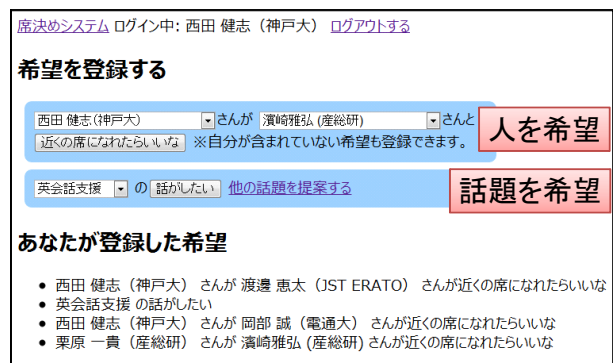 席決めシステム ログイン中: 西田 健志（神戸大） ログアウトする
希望を登録する
西田 健志(神戸大) さんが 濱崎雅弘 (産総研) さんと
近くの席になれたらいいな ※自分が含まれていない希望も登録できます。
人を希望
英会話支援 の 話がしたい 他の話題を提案する
話題を希望
あなたが登録した希望
• 西田 健志（神戸大） さんが 渡邊 恵太（JST ERATO） さんが近くの席になれたらいいな
• 英会話支援 の話がしたい
• 西田 健志（神戸大） さんが 岡部 誠（電通大） さんが近くの席になれたらいいな
• 栗原 一貴（産総研） さんが 濱崎雅弘 (産総研) さんが近くの席になれたらいいな